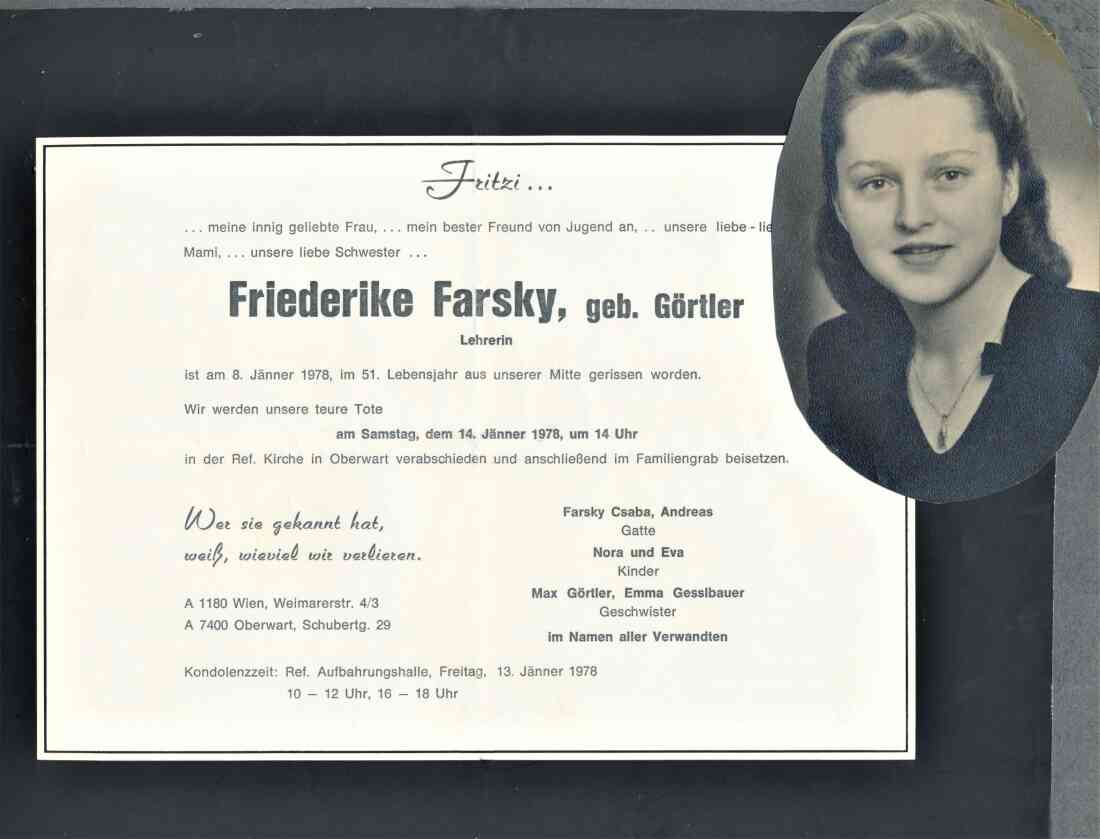 Fritzi...
... meine innig geliebte Frau, ... mein bester Freund von Jugend an, .. unsere liebe -
Mami, ... unsere liebe Schwester ...
Friederike Farsky, geb. Görtler
Lehrerin
ist am 8. Jänner 1978, im 51. Lebensjahr aus unserer Mitte gerissen worden.
Wir werden unsere teure Tote
am Samstag, dem 14. Jänner 1978, um 14 Uhr
in der Ref. Kirche in Oberwart verabschieden und anschließend im Familiengrab beisetzen.
Wer sie gekannt hat,
weiß, wieviel wir verlieren.
A 1180 Wien, Weimarerstr. 4/3
A 7400 Oberwart, Schubertg. 29
Farsky Csaba, Andreas
Gatte
Nora und Eva
Kinder
Max Görtler, Emma Gesslbauer
Geschwister
im Namen aller Verwandten
Kondolenzzeit: Ref. Aufbahrungshalle, Freitag, 13. Jänner 1978
10 – 12 Uhr, 16 – 18 Uhr